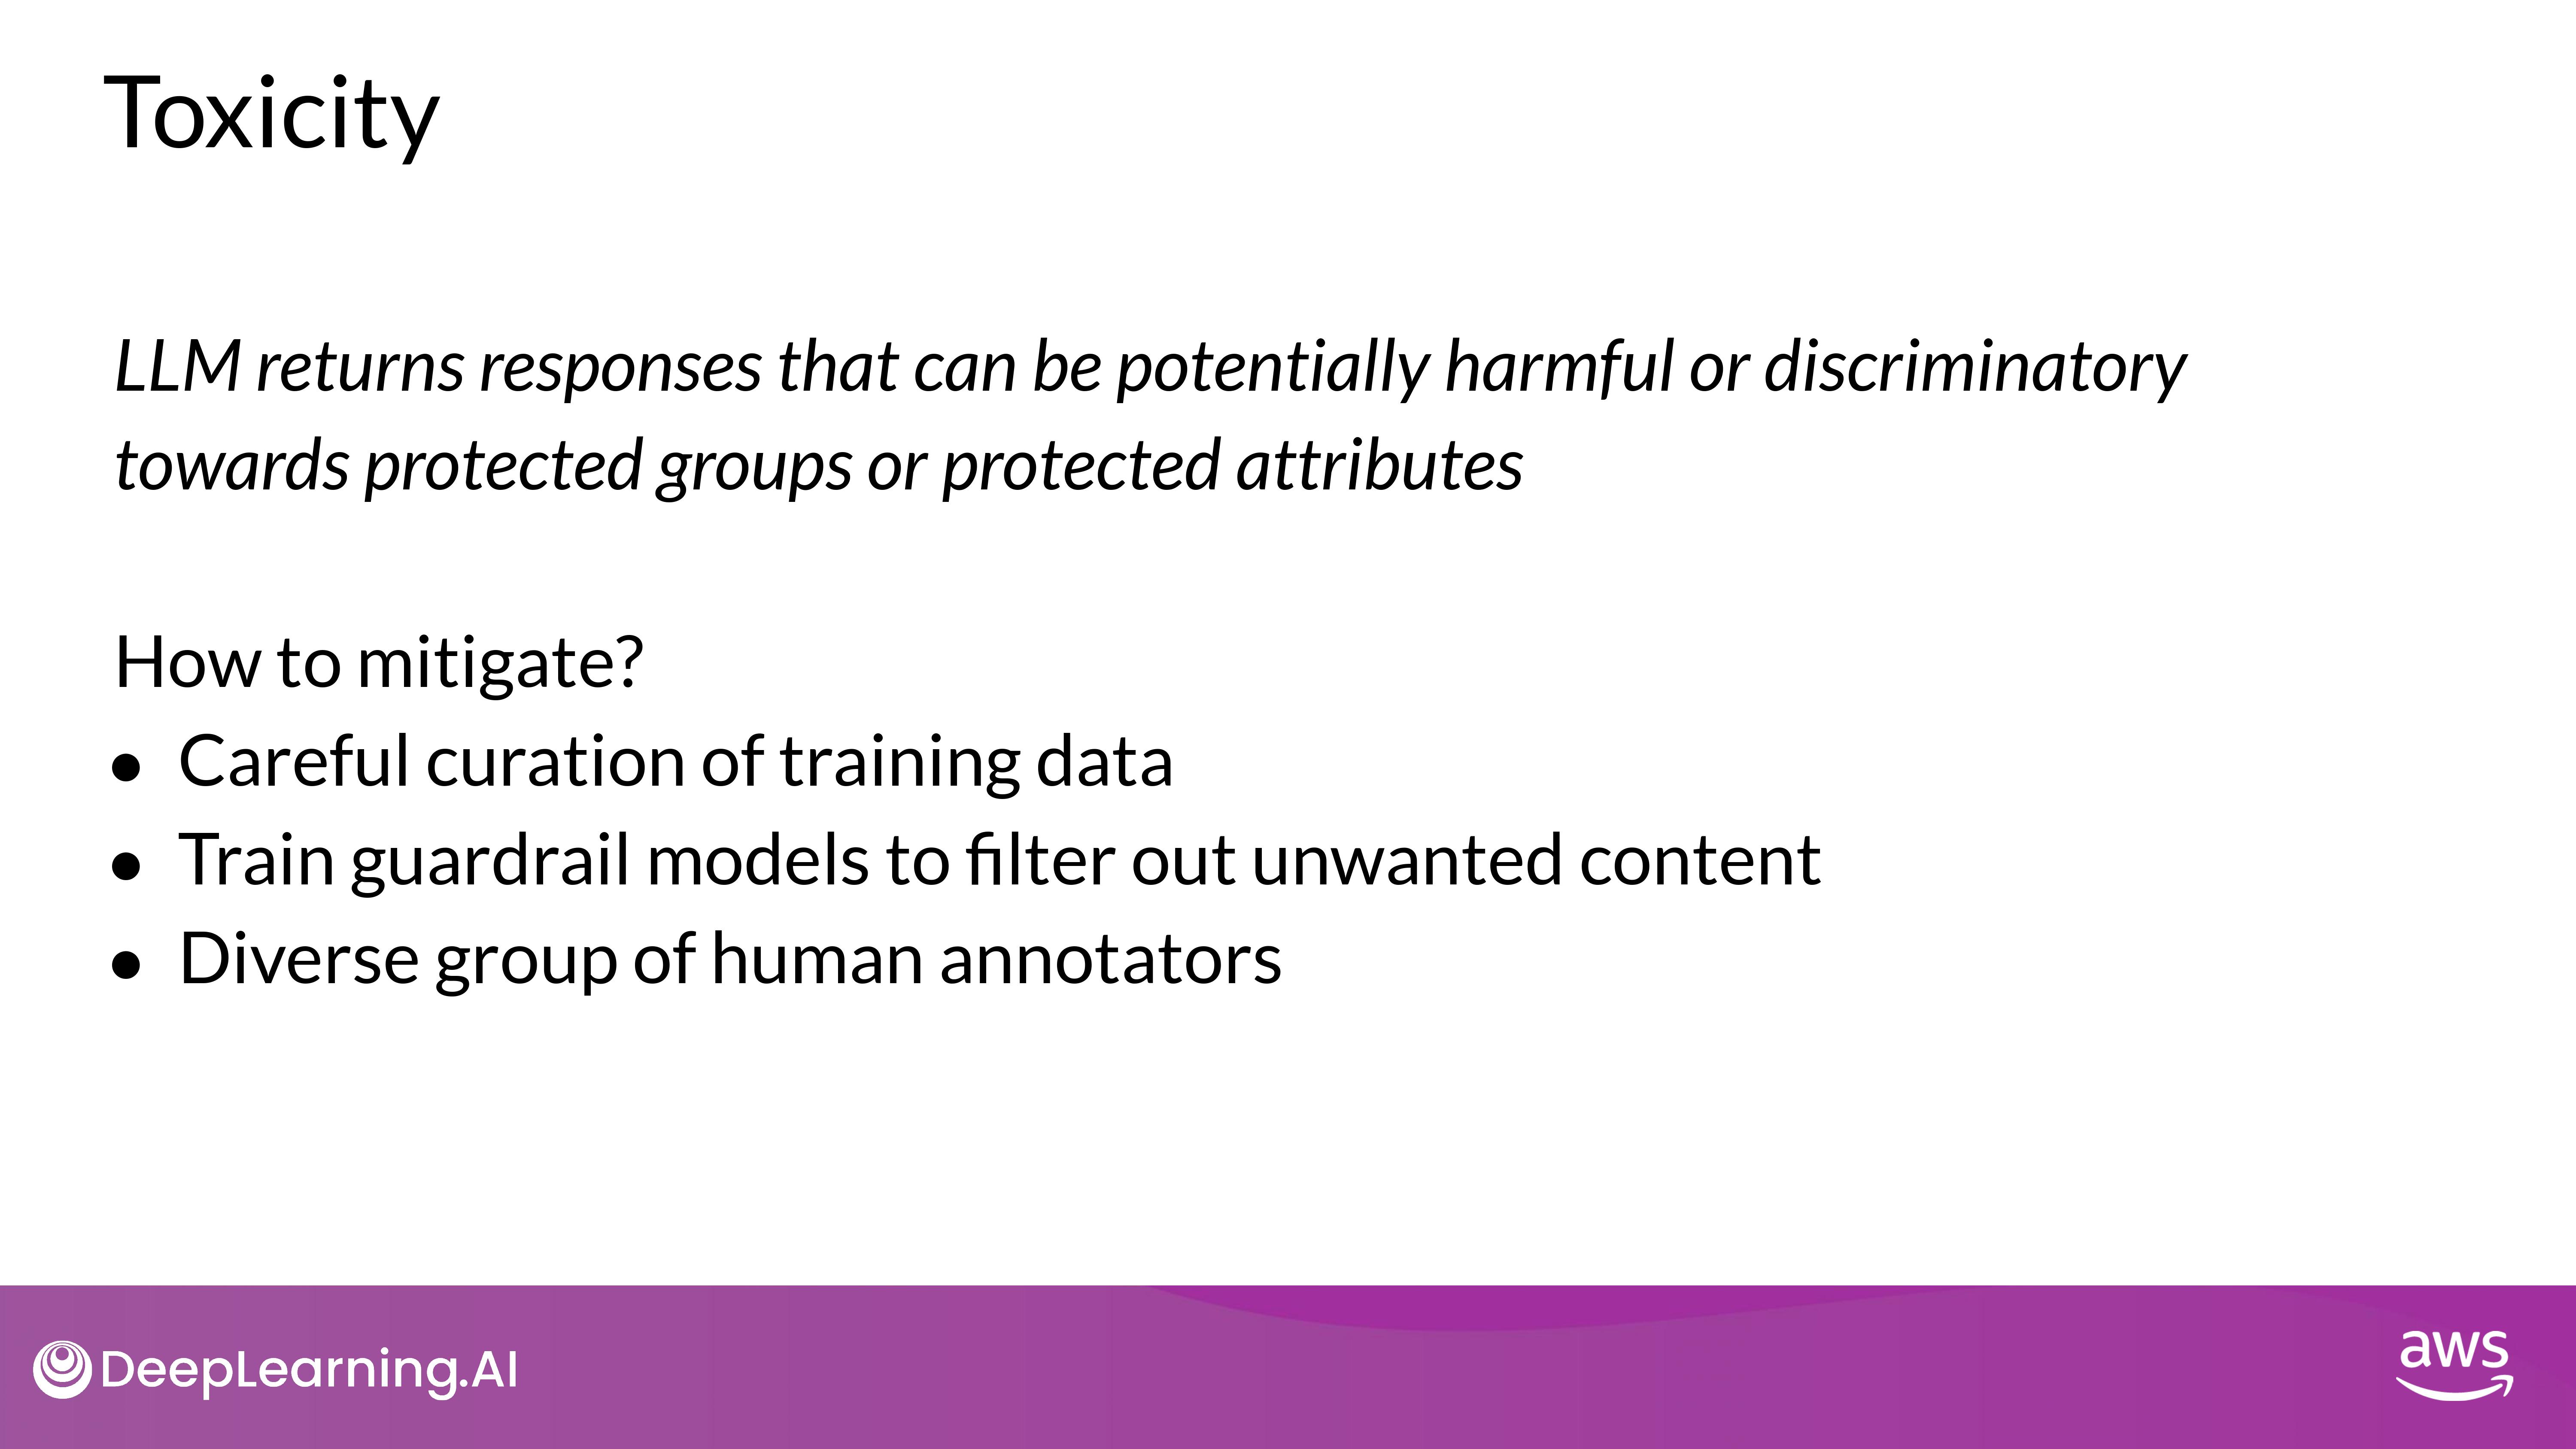 Toxicity
LLM returns responses that can be potentially harmful or discriminatory
towards protected groups or protected attributes
How to mitigate?
● Careful curation of training data
● Train guardrail models to filter out unwanted content
● Diverse group of human annotators
DeepLearning.AI
aws